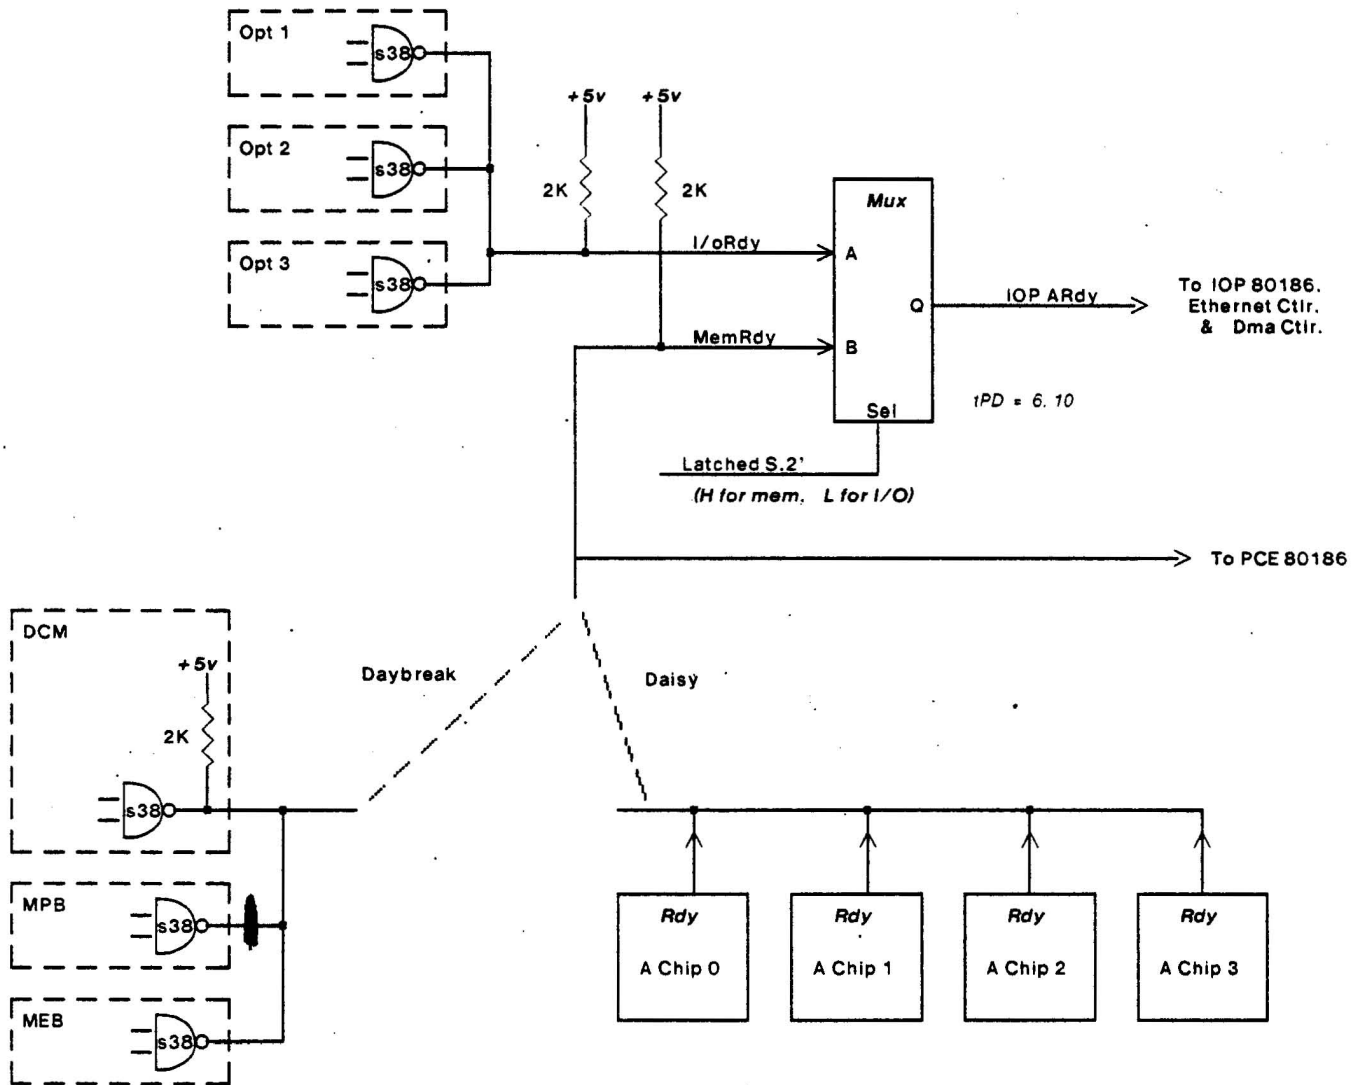 Opt 1
s38
Opt 2
s38
Opt 3
s38
+5v
+5v
2K
2K
I/oRdy
MemRdy
Mux
A
B
Q
Sel
IOP ARdy
To IOP 80186.
Ethernet Ctlr.
& Dma Ctlr.
tPD = 6. 10
Latched S.2'
(H for mem. L for I/O)
To PCE 80186
DCM
+5v
2K
s38
Daybreak
Daisy
MPB
s38
MEB
s38
Rdy
A Chip 0
Rdy
A Chip 1
Rdy
A Chip 2
Rdy
A Chip 3